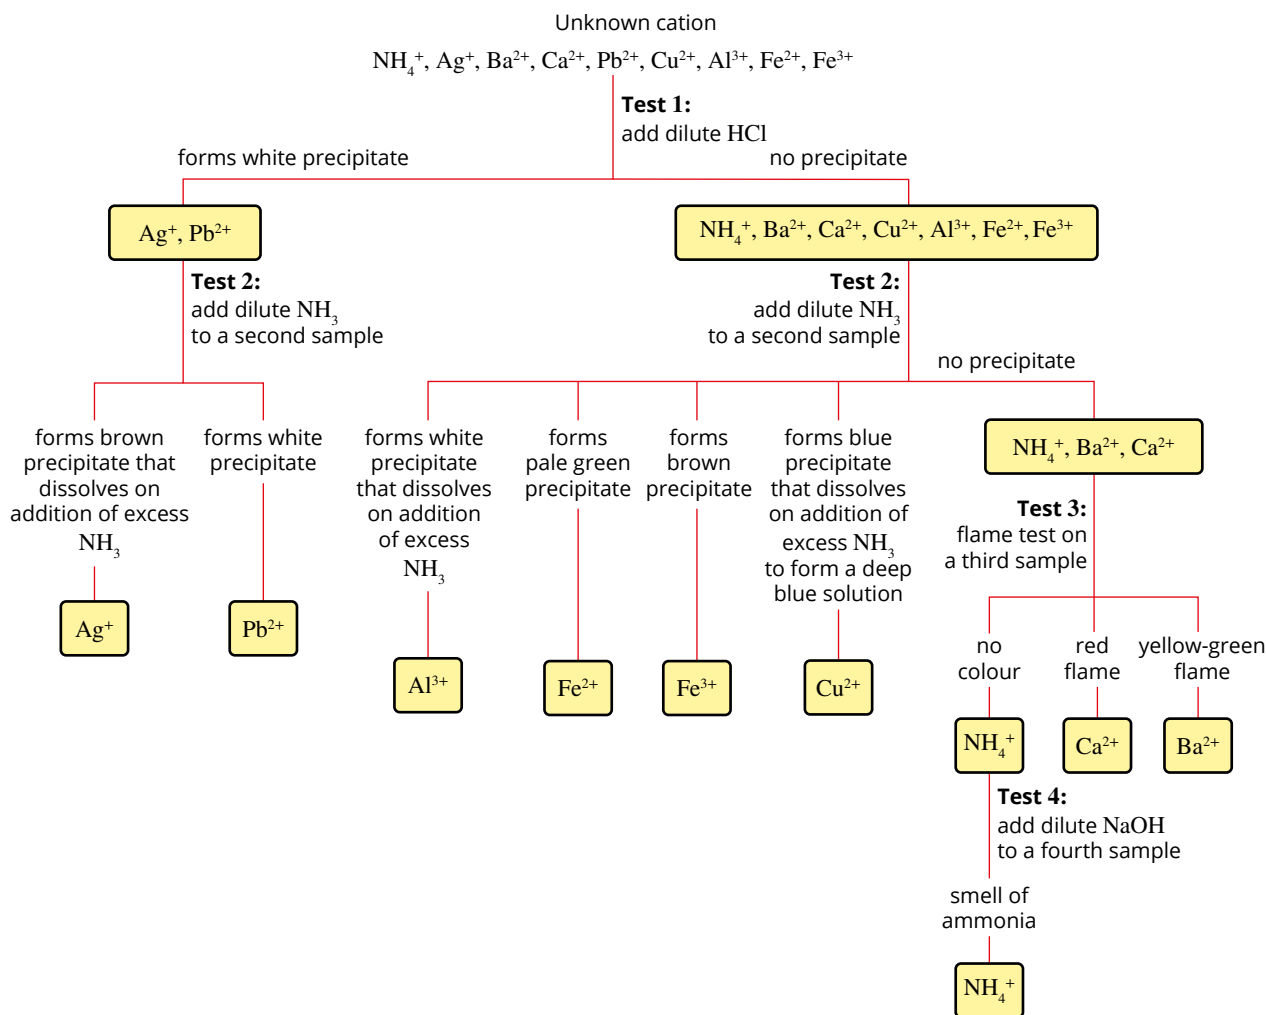 Unknown cation
NH₄⁺, Ag⁺, Ba²⁺, Ca²⁺, Pb²⁺, Cu²⁺, Al³⁺, Fe²⁺, Fe³⁺
Test 1:
add dilute HCl
forms white precipitate
no precipitate
Ag⁺, Pb²⁺
NH₄⁺, Ba²⁺, Ca²⁺, Cu²⁺, Al³⁺, Fe²⁺, Fe³⁺
Test 2:
add dilute NH₃
to a second sample
Test 2:
add dilute NH₃
to a second sample
no precipitate
forms brown
precipitate that
dissolves on
addition of excess
NH₃
forms white
precipitate
forms white
precipitate
that dissolves
on addition
of excess
NH₃
forms
pale green
precipitate
forms
brown
precipitate
forms blue
precipitate
that dissolves
on addition of
excess NH₃
to form a deep
blue solution
NH₄⁺, Ba²⁺, Ca²⁺
Test 3:
flame test on
a third sample
Ag⁺
Pb²⁺
Al³⁺
Fe²⁺
Fe³⁺
Cu²⁺
no
colour
red
flame
yellow-green
flame
NH₄⁺
Ca²⁺
Ba²⁺
Test 4:
add dilute NaOH
to a fourth sample
smell of
ammonia
NH₄⁺